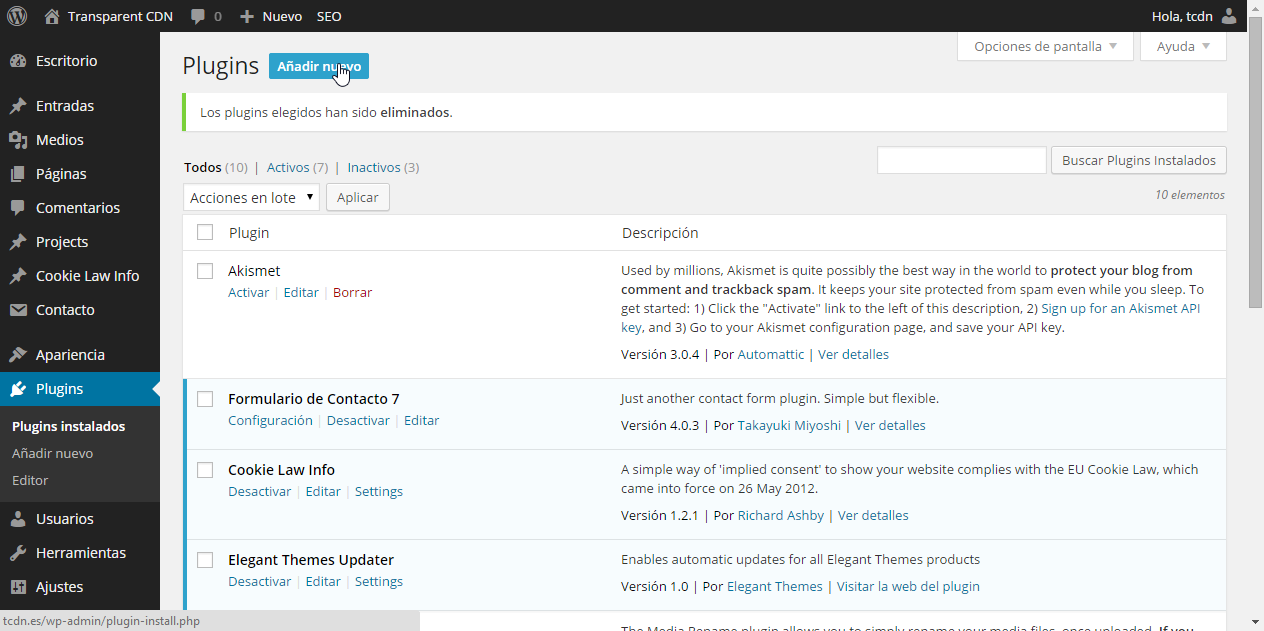 Transparent CDN 0 Nuevo SEO Hola, tcdn
Escritorio
Entradas
Medios
Páginas
Comentarios
Projects
Cookie Law Info
Contacto
Apariencia
Plugins
Plugins instalados
Añadir nuevo
Editor
Usuarios
Herramientas
Ajustes
Opciones de pantalla Ayuda
Plugins Añadir nuevo
Los plugins elegidos han sido eliminados.
Todos (10) | Activos (7) | Inactivos (3)
Buscar Plugins Instalados
Acciones en lote Aplicar
10 elementos
Plugin Descripción
Akismet
Activar | Editar | Borrar
Used by millions, Akismet is quite possibly the best way in the world to protect your blog from
comment and trackback spam. It keeps your site protected from spam even while you sleep. To
get started: 1) Click the "Activate" link to the left of this description, 2) Sign up for an Akismet API
key, and 3) Go to your Akismet configuration page, and save your API key.
Versión 3.0.4 | Por Automattic | Ver detalles
Formulario de Contacto 7
Configuración | Desactivar | Editar
Just another contact form plugin. Simple but flexible.
Versión 4.0.3 | Por Takayuki Miyoshi | Ver detalles
Cookie Law Info
Desactivar | Editar | Settings
A simple way of 'implied consent' to show your website complies with the EU Cookie Law, which
came into force on 26 May 2012.
Versión 1.2.1 | Por Richard Ashby | Ver detalles
Elegant Themes Updater
Desactivar | Editar | Settings
Enables automatic updates for all Elegant Themes products
Versión 1.0 | Por Elegant Themes | Visitar la web del plugin
The Media Rename plugin allows you to simply rename your media files, once uploaded. If you
tcdn.es/wp-admin/plugin-install.php